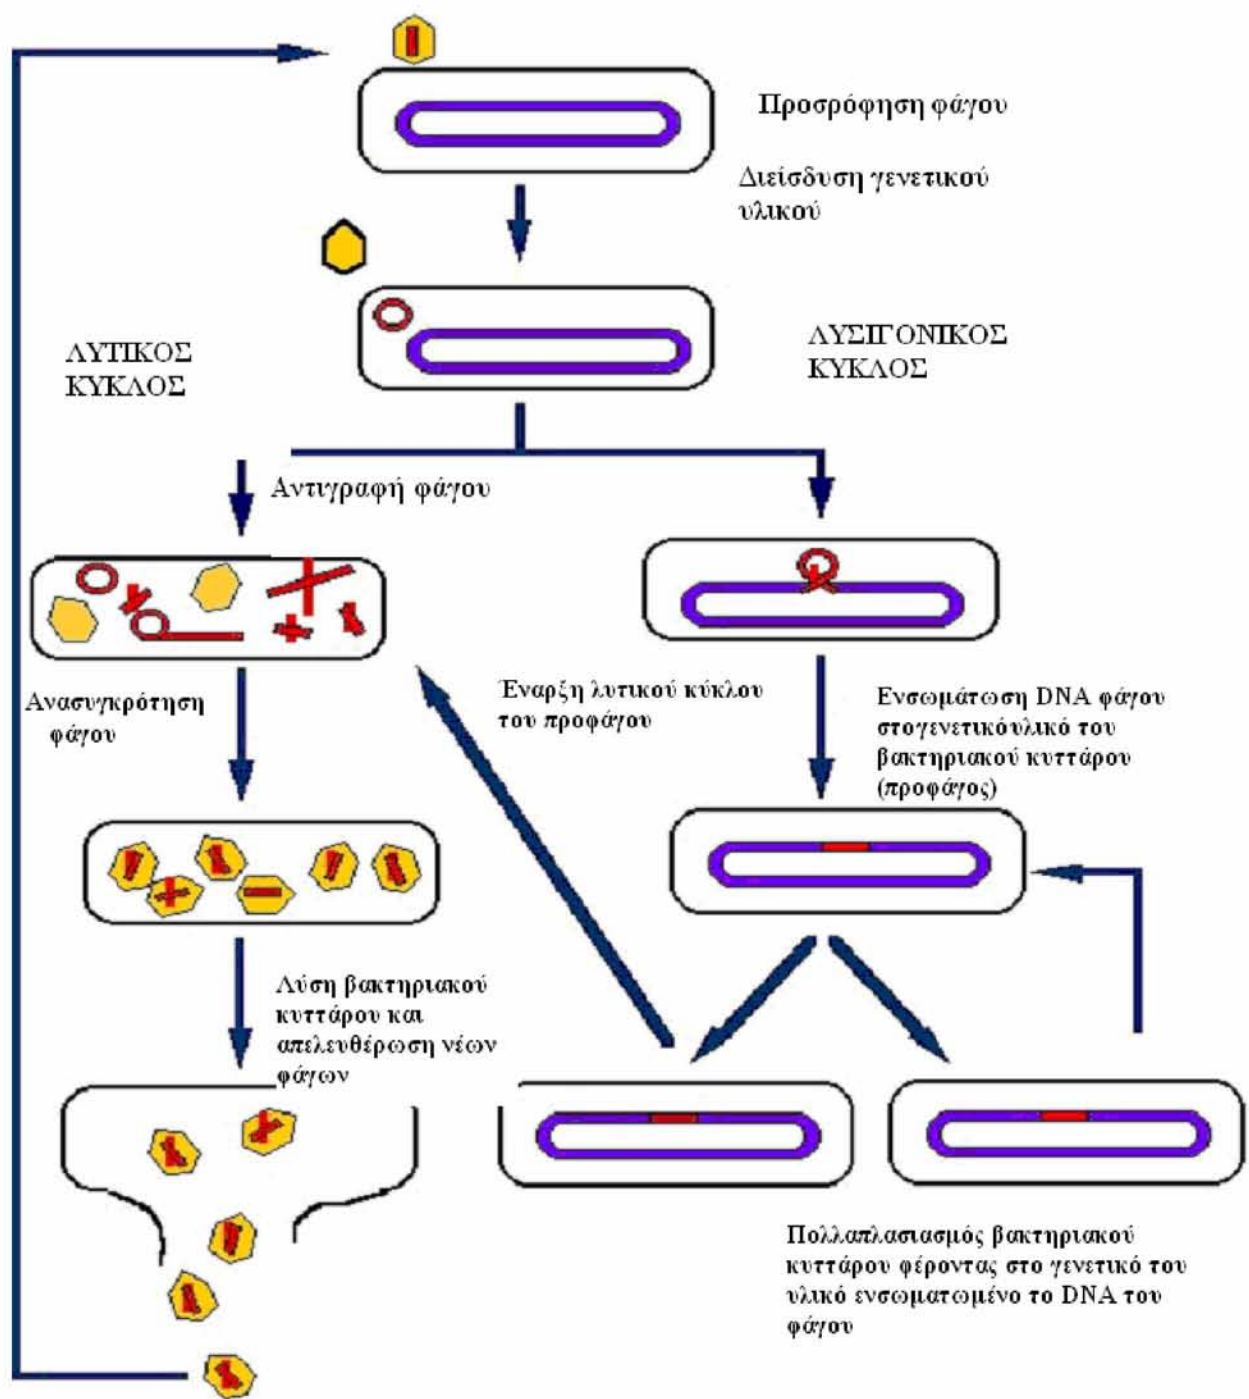 Προσρόφηση φάγου
Διείσδυση γενετικού
υλικού
ΛΥΤΙΚΟΣ
ΚΥΚΛΟΣ
ΛΥΣΙΓΟΝΙΚΟΣ
ΚΥΚΛΟΣ
Αντιγραφή φάγου
Ανασυγκρότηση
φάγου
Έναρξη λυτικού κύκλου
του προφάγου
Ενσωμάτωση DNA φάγου
στογενετικόυλικό του
βακτηριακού κυττάρου
(προφάγος)
Λύση βακτηριακού
κυττάρου και
απελευθέρωση νέων
φάγων
Πολλαπλασιασμός βακτηριακού
κυττάρου φέροντας στο γενετικό του
υλικό ενσωματωμένο το DNA του
φάγου